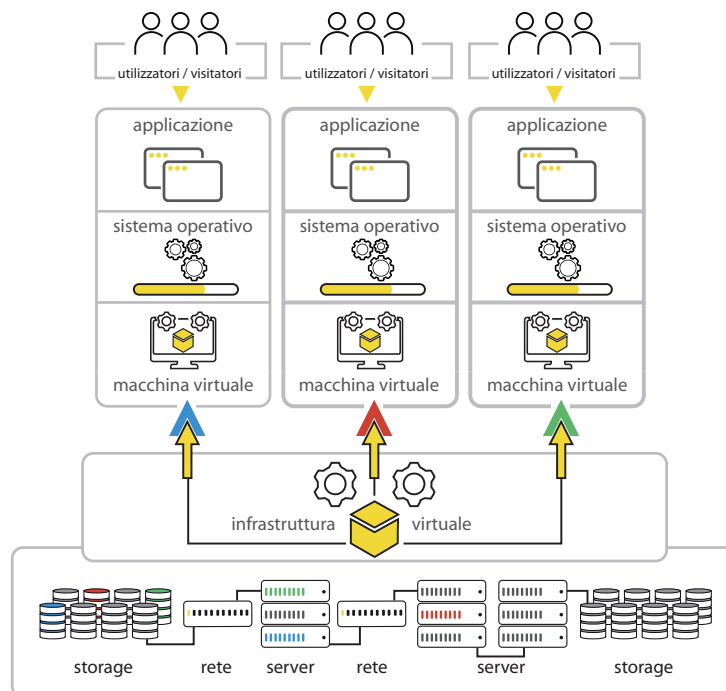 utilizzatori / visitatori utilizzatori / visitatori utilizzatori / visitatori
applicazione applicazione applicazione
sistema operativo sistema operativo sistema operativo
macchina virtuale macchina virtuale macchina virtuale
infrastruttura virtuale
storage rete server rete server storage